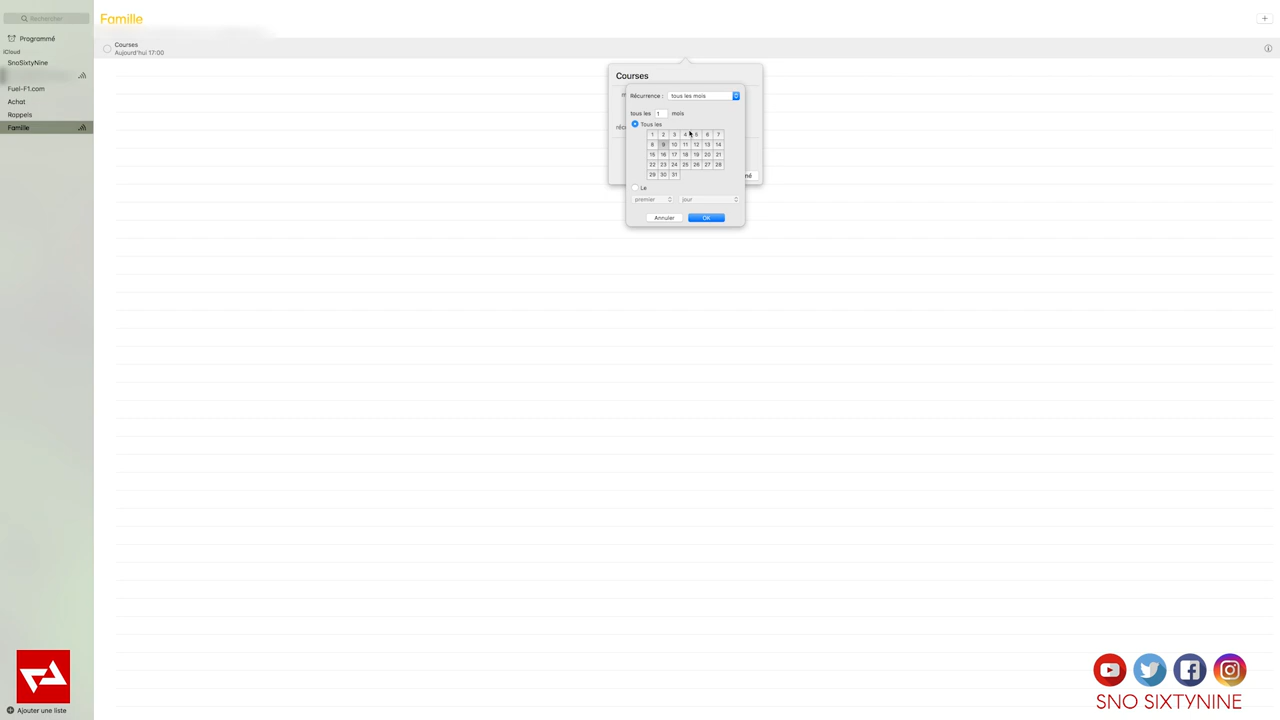 Rechercher
Programmé
iCloud
SnoSixtyNine
Fuel-F1.com
Achat
Rappels
Famille
Ajouter une liste
Famille
+
Courses
Aujourd'hui 17:00
Courses
Récurrence : tous les mois
tous les 1 mois
Tous les
1 2 3 4 5 6 7
8 9 10 11 12 13 14
15 16 17 18 19 20 21
22 23 24 25 26 27 28
29 30 31
Le
premier jour
Annuler OK
SNO SIXTYNINE